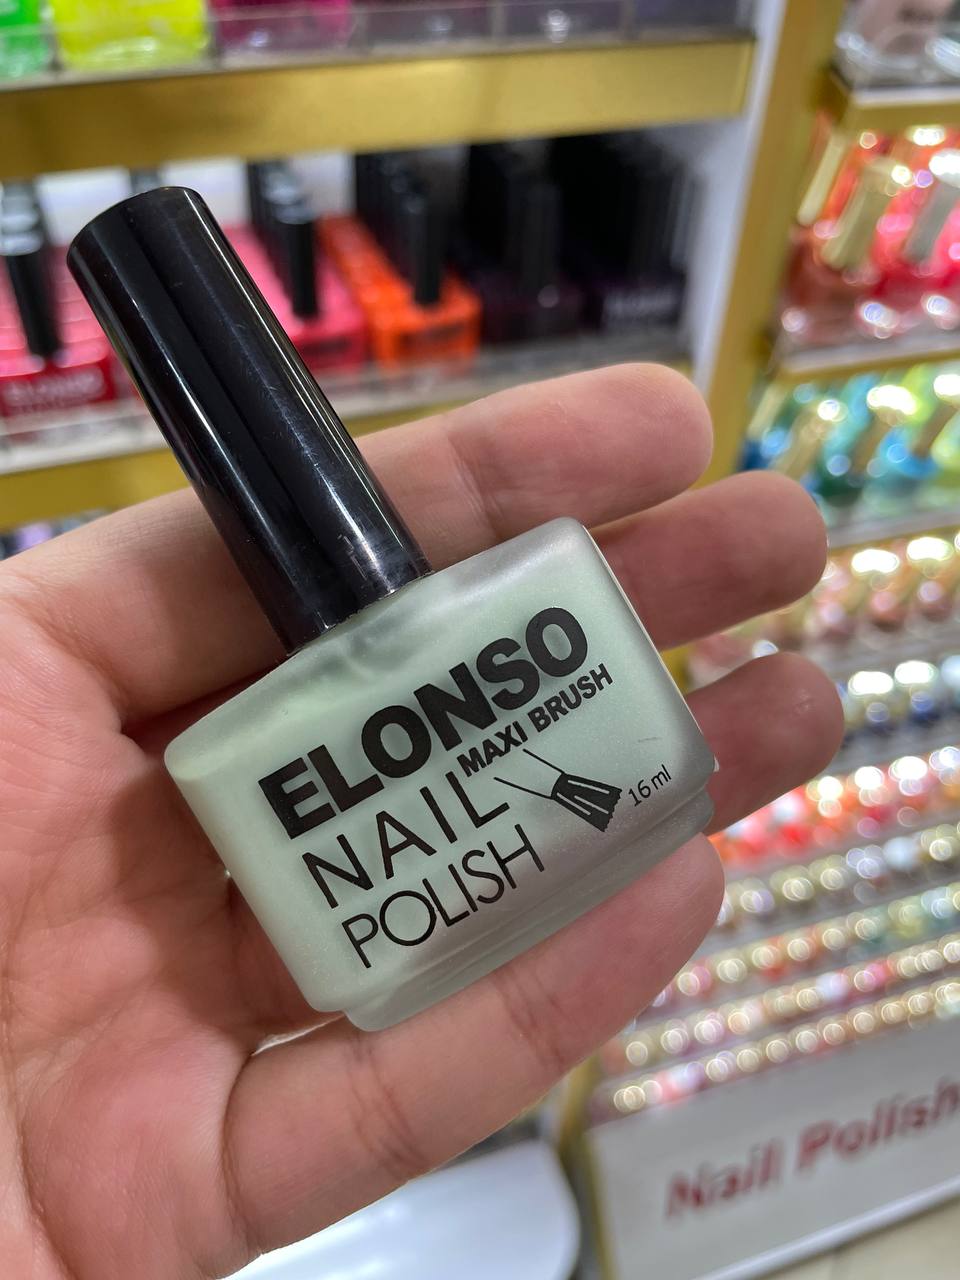 ELONSO
MAXI BRUSH
NAIL
16 ml
POLISH
Nail Polish